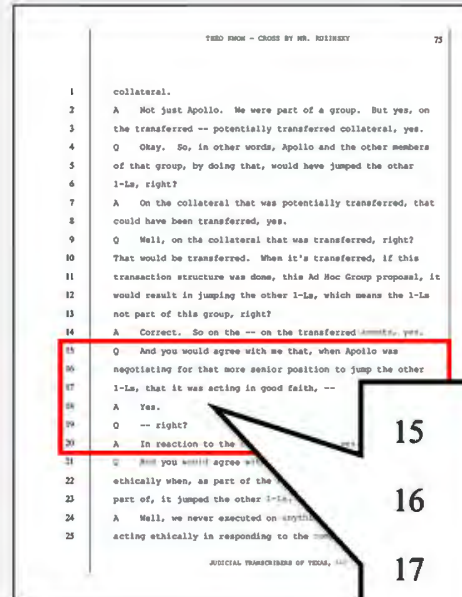 THEO KWON - CROSS BY MR. ROZINSKY 75
1 collateral.
2 A Not just Apollo. We were part of a group. But yes, on
3 the transferred -- potentially transferred collateral, yes.
4 Q Okay. So, in other words, Apollo and the other members
5 of that group, by doing that, would have jumped the other
6 1-Ls, right?
7 A On the collateral that was potentially transferred, that
8 could have been transferred, yes.
9 Q Well, on the collateral that was transferred, right?
10 That would be transferred. When it's transferred, if this
11 transaction structure was done, this Ad Hoc Group proposal, it
12 would result in jumping the other 1-Ls, which means the 1-Ls
13 not part of this group, right?
14 A Correct. So on the -- on the transferred assets, yes.
15 Q And you would agree with me that, when Apollo was
16 negotiating for that more senior position to jump the other
17 1-Ls, that it was acting in good faith, --
18 A Yes.
19 Q -- right?
20 A In reaction to the
21 Q And you would agree with
22 ethically when, as part of the
23 part of, it jumped the other 1-Ls,
24 A Well, we never executed on anything
25 acting ethically in responding to the
JUDICIAL TRANSCRIBERS OF TEXAS,
15
16
17